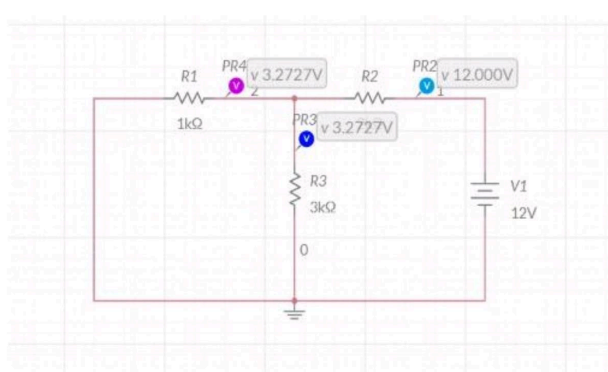 PR4
v 3.2727V
PR2
v 12.000V
R1
2
R2
1
1kΩ
PR3
v 3.2727V
R3
3kΩ
V1
12V
0